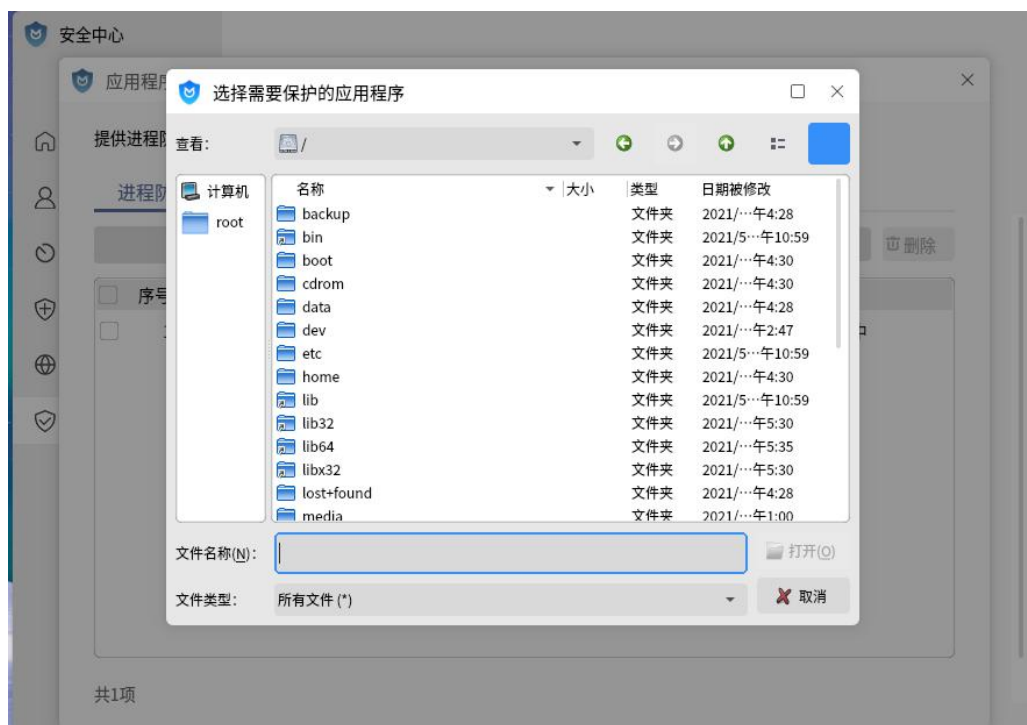 安全中心
应用程序
选择需要保护的应用程序
提供进程防
查看:
/
进程防
计算机
root
名称 大小 类型 日期被修改
backup 文件夹 2021/…午4:28
bin 文件夹 2021/5…午10:59
boot 文件夹 2021/…午4:30
cdrom 文件夹 2021/…午4:30
data 文件夹 2021/…午4:28
dev 文件夹 2021/…午2:47
etc 文件夹 2021/5…午10:59
home 文件夹 2021/…午4:30
lib 文件夹 2021/5…午10:59
lib32 文件夹 2021/…午5:30
lib64 文件夹 2021/…午5:35
libx32 文件夹 2021/…午5:30
lost+found 文件夹 2021/…午4:28
media 文件夹 2021/…午1:00
删除
序号
文件名称(N):
打开(O)
文件类型:
所有文件 (*)
取消
共1项